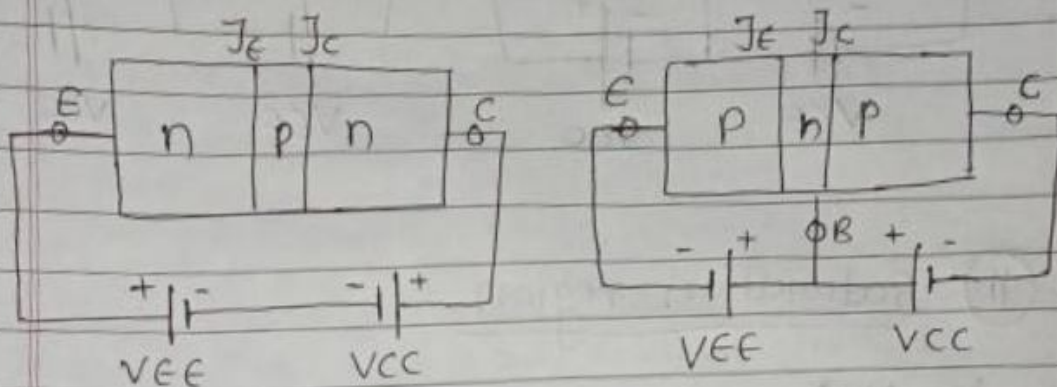 JE JC JE JC
E n p n C E p n p C
B
+ - - + - + + -
VEE VCC VEE VCC